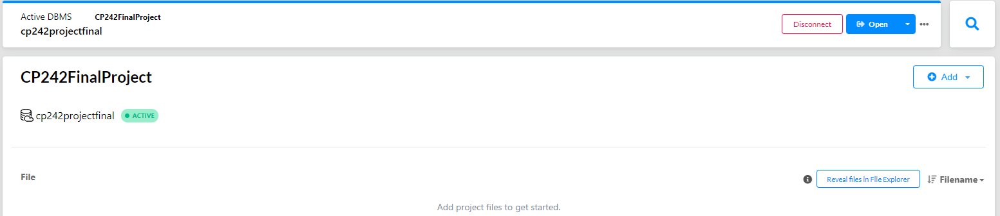 Active DBMS CP242FinalProject
cp242projectfinal
Disconnect
Open
CP242FinalProject
Add
cp242projectfinal ACTIVE
File
Reveal files in File Explorer
Filename
Add project files to get started.